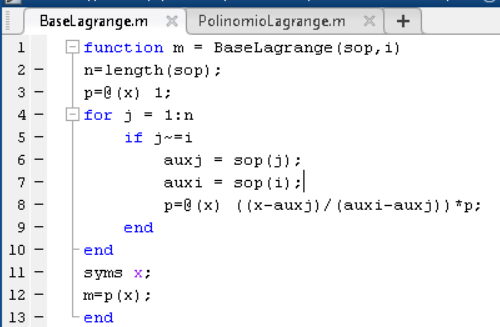 BaseLagrange.m × PolinomioLagrange.m × +
1 function m = BaseLagrange(sop,i)
2 – n=length(sop);
3 – p=@(x) 1;
4 – for j = 1:n
5 – if j~=i
6 – auxj = sop(j);
7 – auxi = sop(i);
8 – p=@(x) ((x-auxj)/(auxi-auxj))*p;
9 – end
10 – end
11 – syms x;
12 – m=p(x);
13 – end